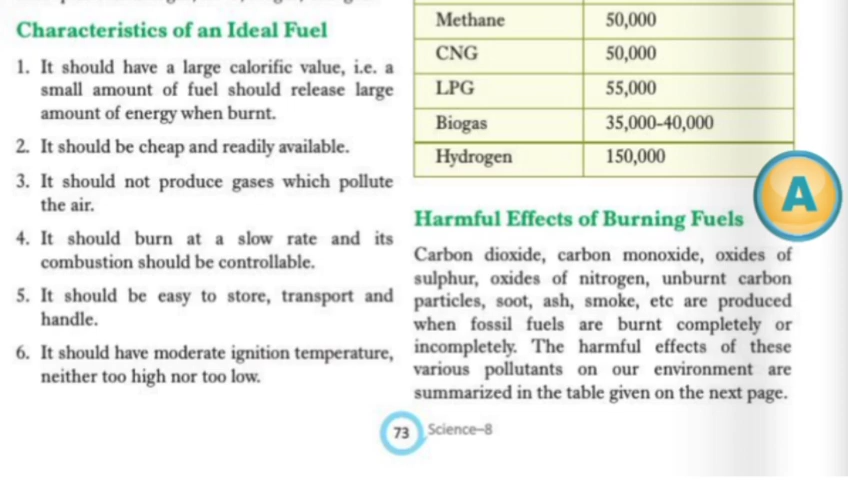 Characteristics of an Ideal Fuel
1. It should have a large calorific value, i.e. a
small amount of fuel should release large
amount of energy when burnt.
2. It should be cheap and readily available.
3. It should not produce gases which pollute
the air.
4. It should burn at a slow rate and its
combustion should be controllable.
5. It should be easy to store, transport and
handle.
6. It should have moderate ignition temperature,
neither too high nor too low.
Methane 50,000
CNG 50,000
LPG 55,000
Biogas 35,000-40,000
Hydrogen 150,000
A
Harmful Effects of Burning Fuels
Carbon dioxide, carbon monoxide, oxides of
sulphur, oxides of nitrogen, unburnt carbon
particles, soot, ash, smoke, etc are produced
when fossil fuels are burnt completely or
incompletely. The harmful effects of these
various pollutants on our environment are
summarized in the table given on the next page.
73 Science–8